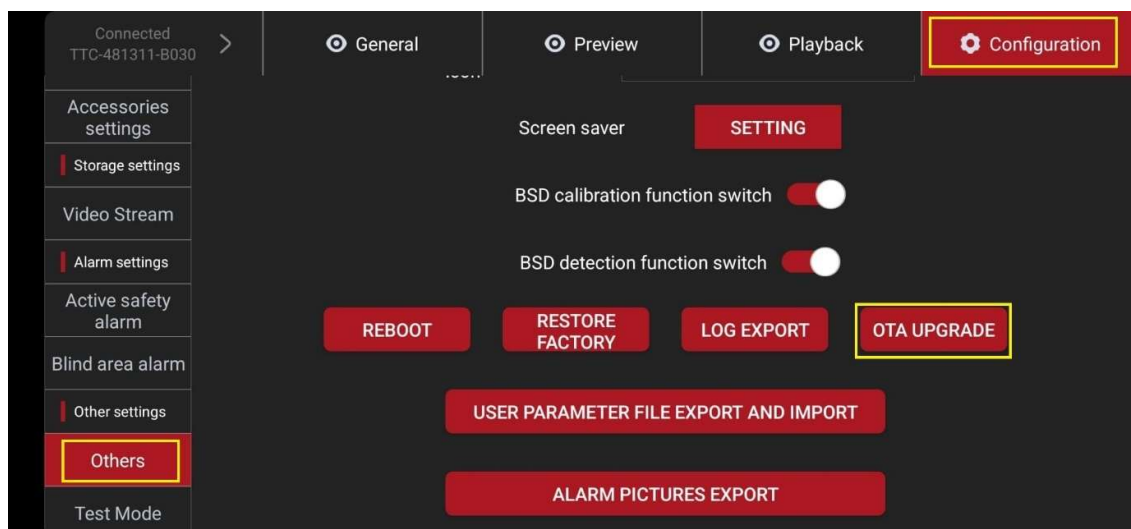 Connected
TTC-481311-B030
>
General
Preview
Playback
Configuration
Accessories
settings
Storage settings
Video Stream
Alarm settings
Active safety
alarm
Blind area alarm
Other settings
Others
Test Mode
Screen saver
SETTING
BSD calibration function switch
BSD detection function switch
REBOOT
RESTORE
FACTORY
LOG EXPORT
OTA UPGRADE
USER PARAMETER FILE EXPORT AND IMPORT
ALARM PICTURES EXPORT